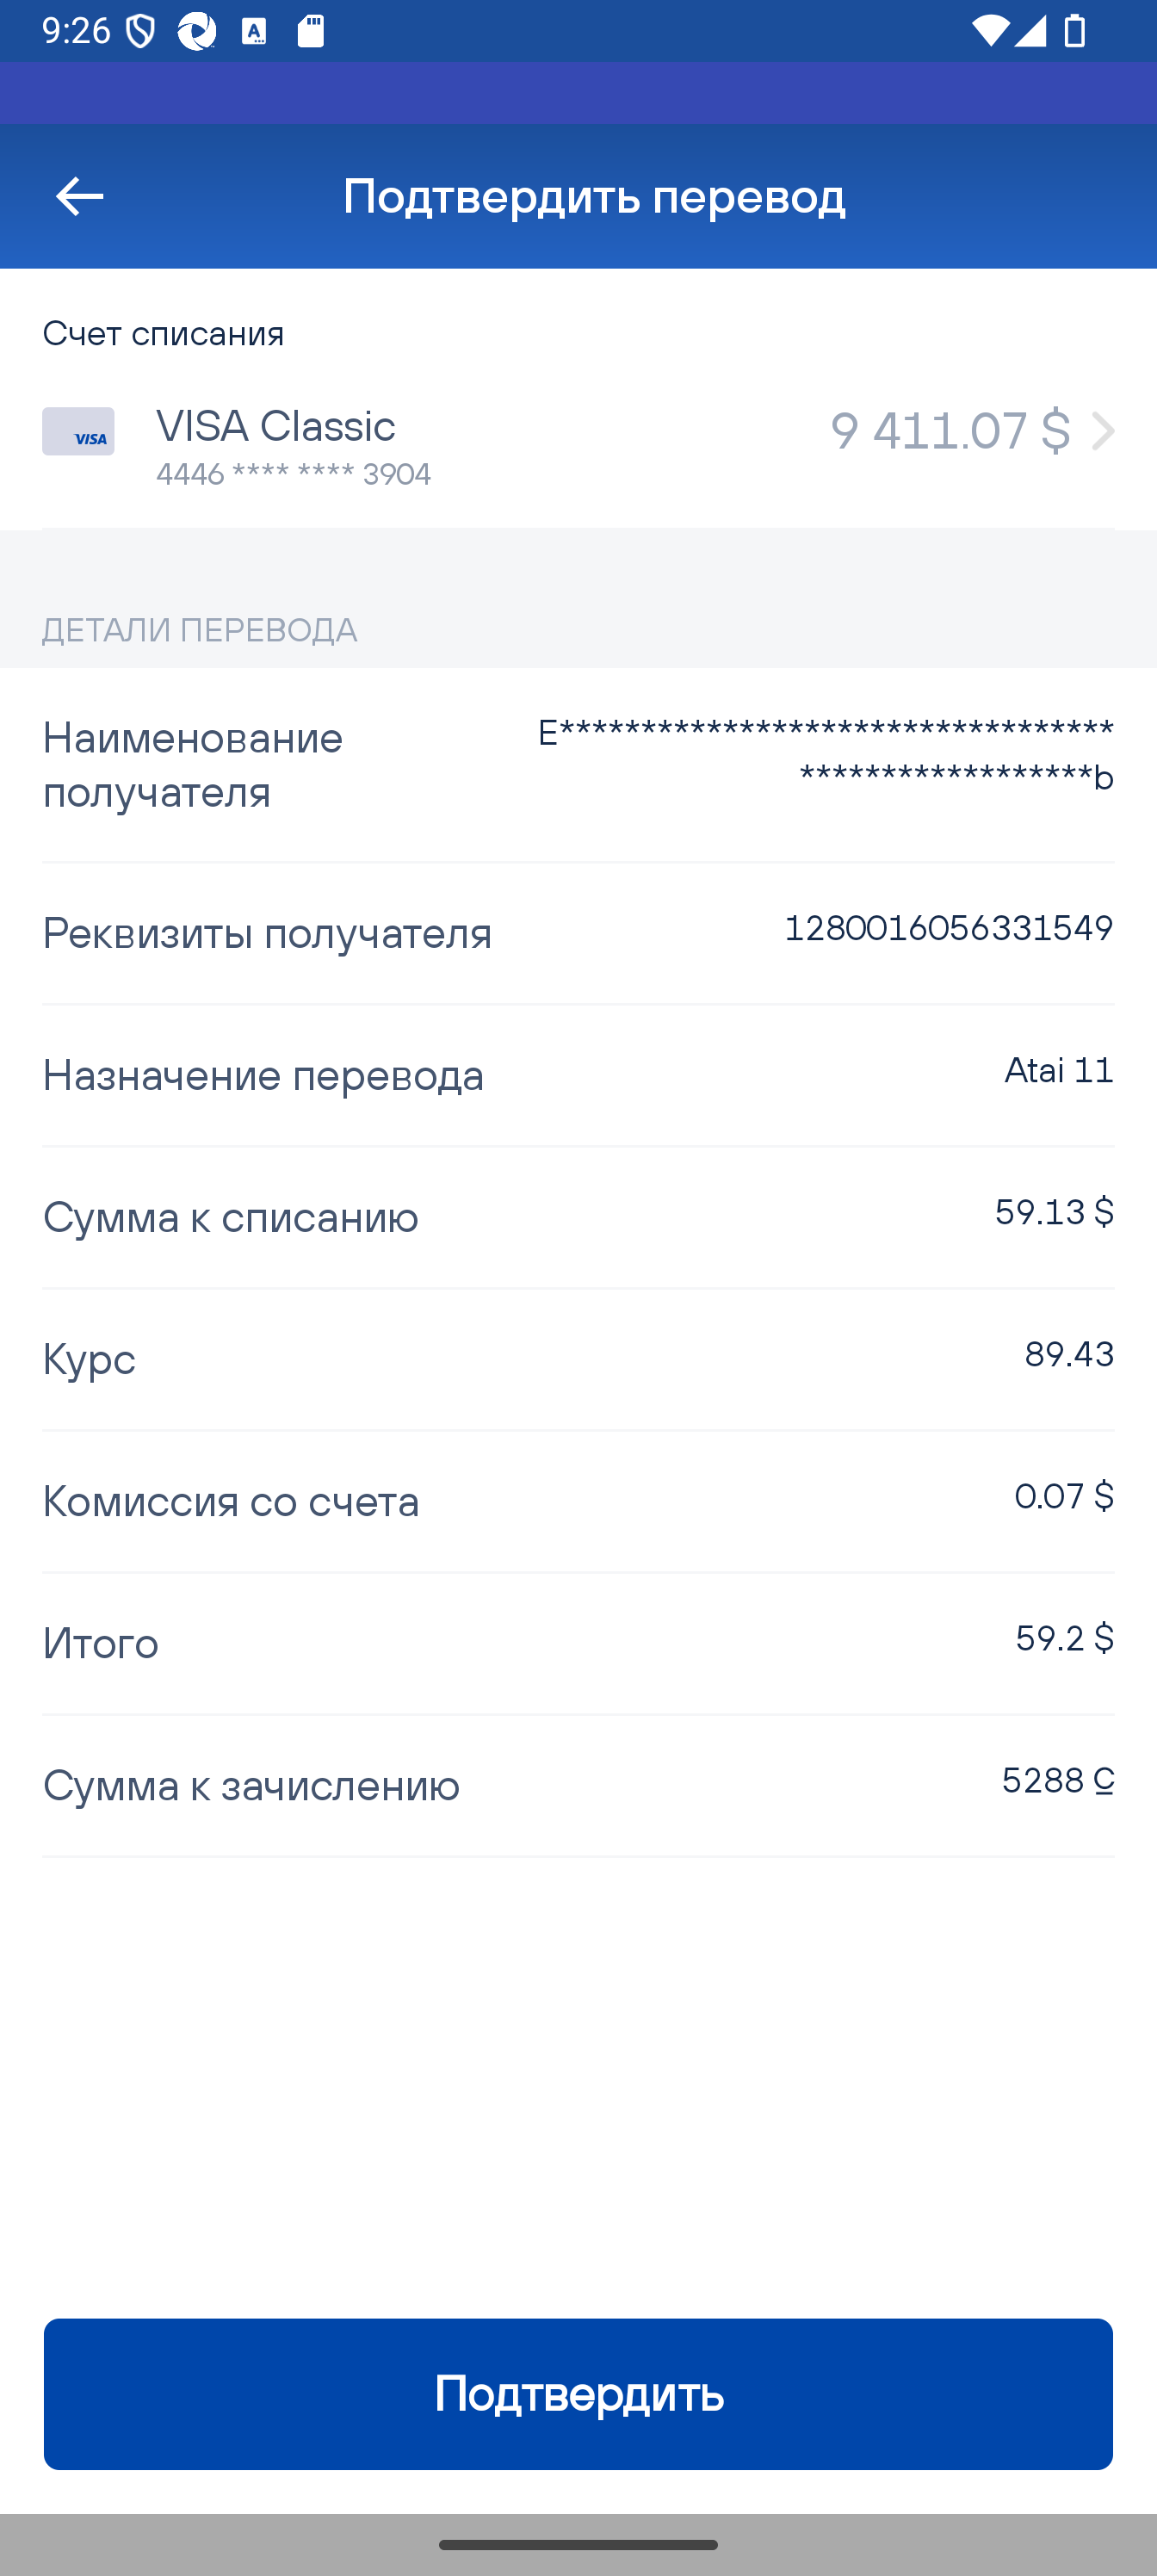 9:26
Подтвердить перевод
Счет списания
VISA
VISA Classic
9 411.07 $
4446 **** **** 3904
ДЕТАЛИ ПЕРЕВОДА
Наименование получателя
E**********************************
******************b
Реквизиты получателя
1280016056331549
Назначение перевода
Atai 11
Сумма к списанию
59.13 $
Курс
89.43
Комиссия со счета
0.07 $
Итого
59.2 $
Сумма к зачислению
5288 С̲
Подтвердить